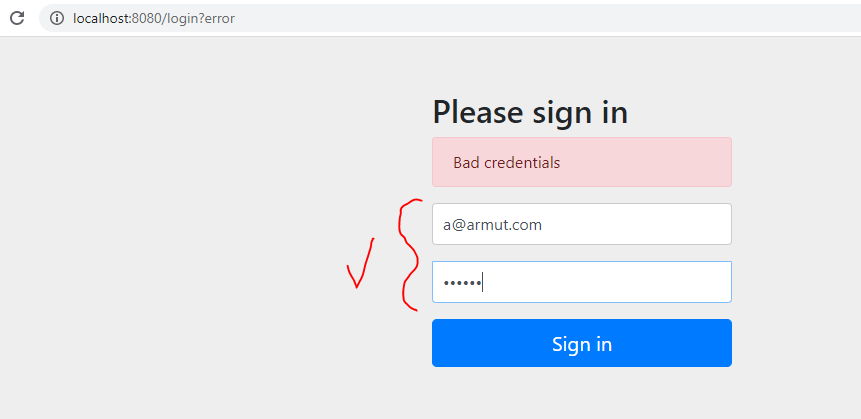 localhost:8080/login?error
Please sign in
Bad credentials
a@armut.com
••••••
Sign in